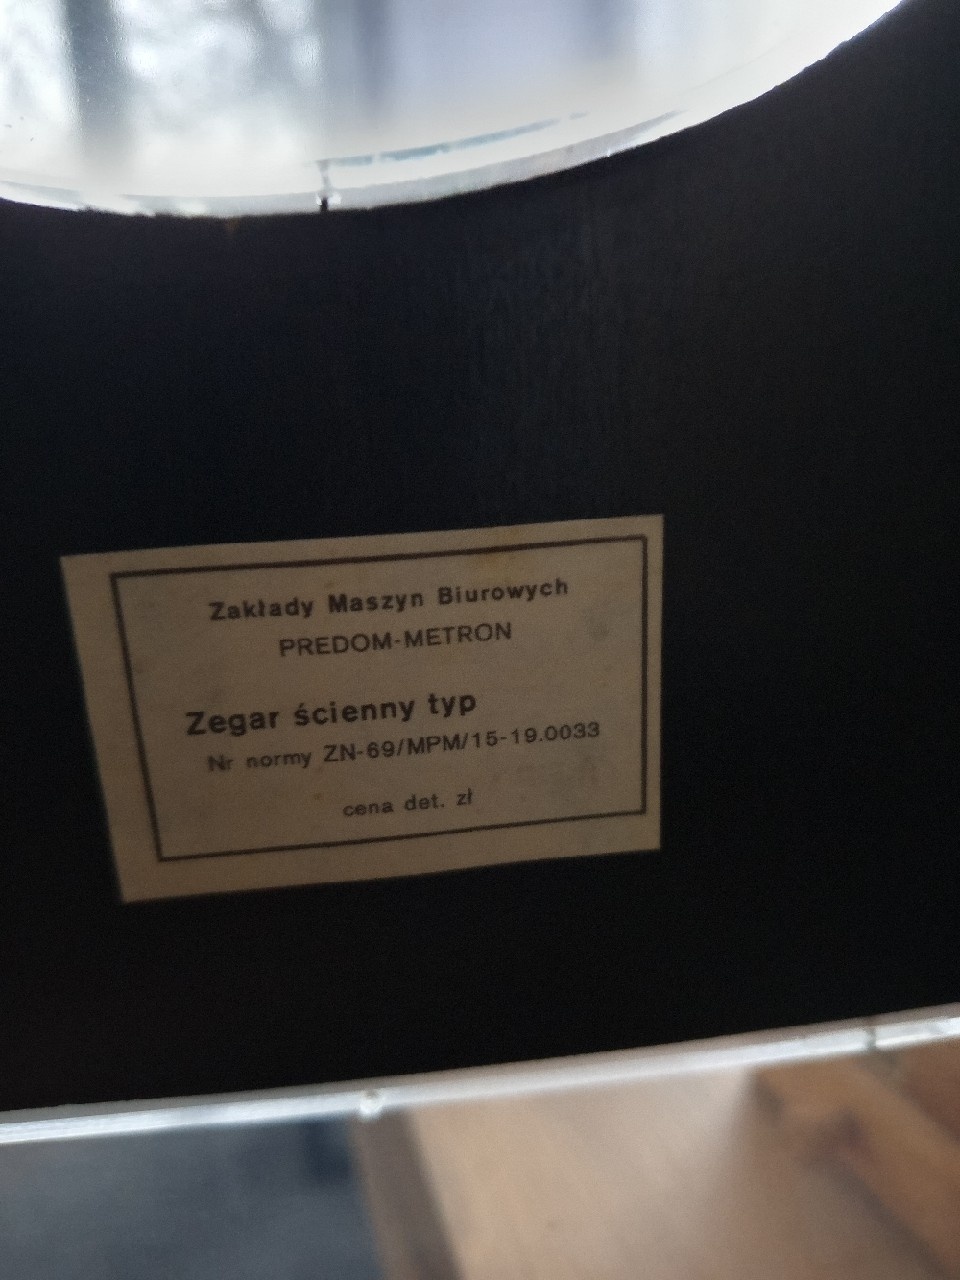 Zakłady Maszyn Biurowych
PREDOM-METRON
Zegar ścienny typ
Nr normy ZN-69/MPM/15-19.0033
cena det. zł